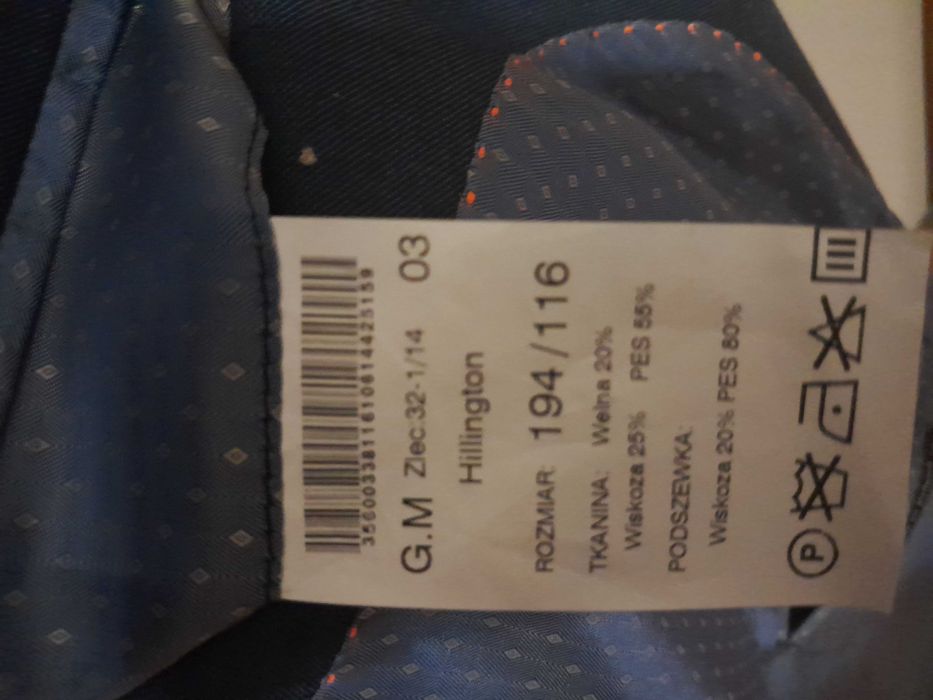 3560033811610614425159
G.M Zlec:32-1/14 03
Hillington
ROZMIAR: 194/116
TKANINA: Wełna 20%
Wiskoza 25% PES 55%
PODSZEWKA:
Wiskoza 20% PES 80%
P